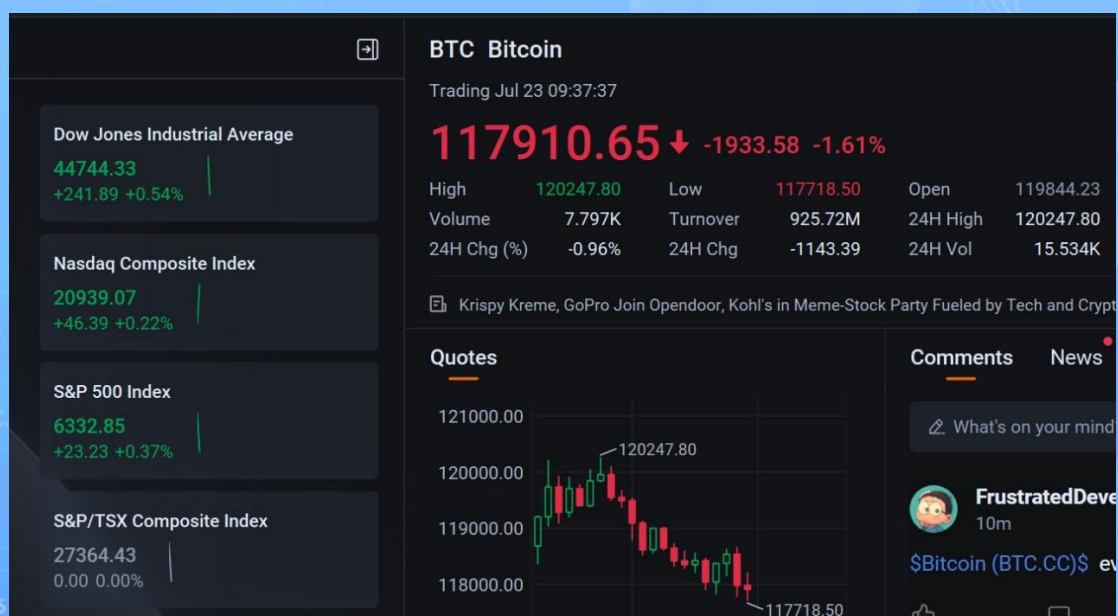 Dow Jones Industrial Average
44744.33
+241.89 +0.54%
Nasdaq Composite Index
20939.07
+46.39 +0.22%
S&P 500 Index
6332.85
+23.23 +0.37%
S&P/TSX Composite Index
27364.43
0.00 0.00%
BTC Bitcoin
Trading Jul 23 09:37:37
117910.65 -1933.58 -1.61%
High 120247.80 Low 117718.50 Open 119844.23
Volume 7.797K Turnover 925.72M 24H High 120247.80
24H Chg (%) -0.96% 24H Chg -1143.39 24H Vol 15.534K
Krispy Kreme, GoPro Join Opendoor, Kohl's in Meme-Stock Party Fueled by Tech and Crypt
Quotes
121000.00
120247.80
120000.00
119000.00
118000.00
117718.50
Comments News
What's on your mind
FrustratedDeve
10m
$Bitcoin (BTC.CC)$ ev